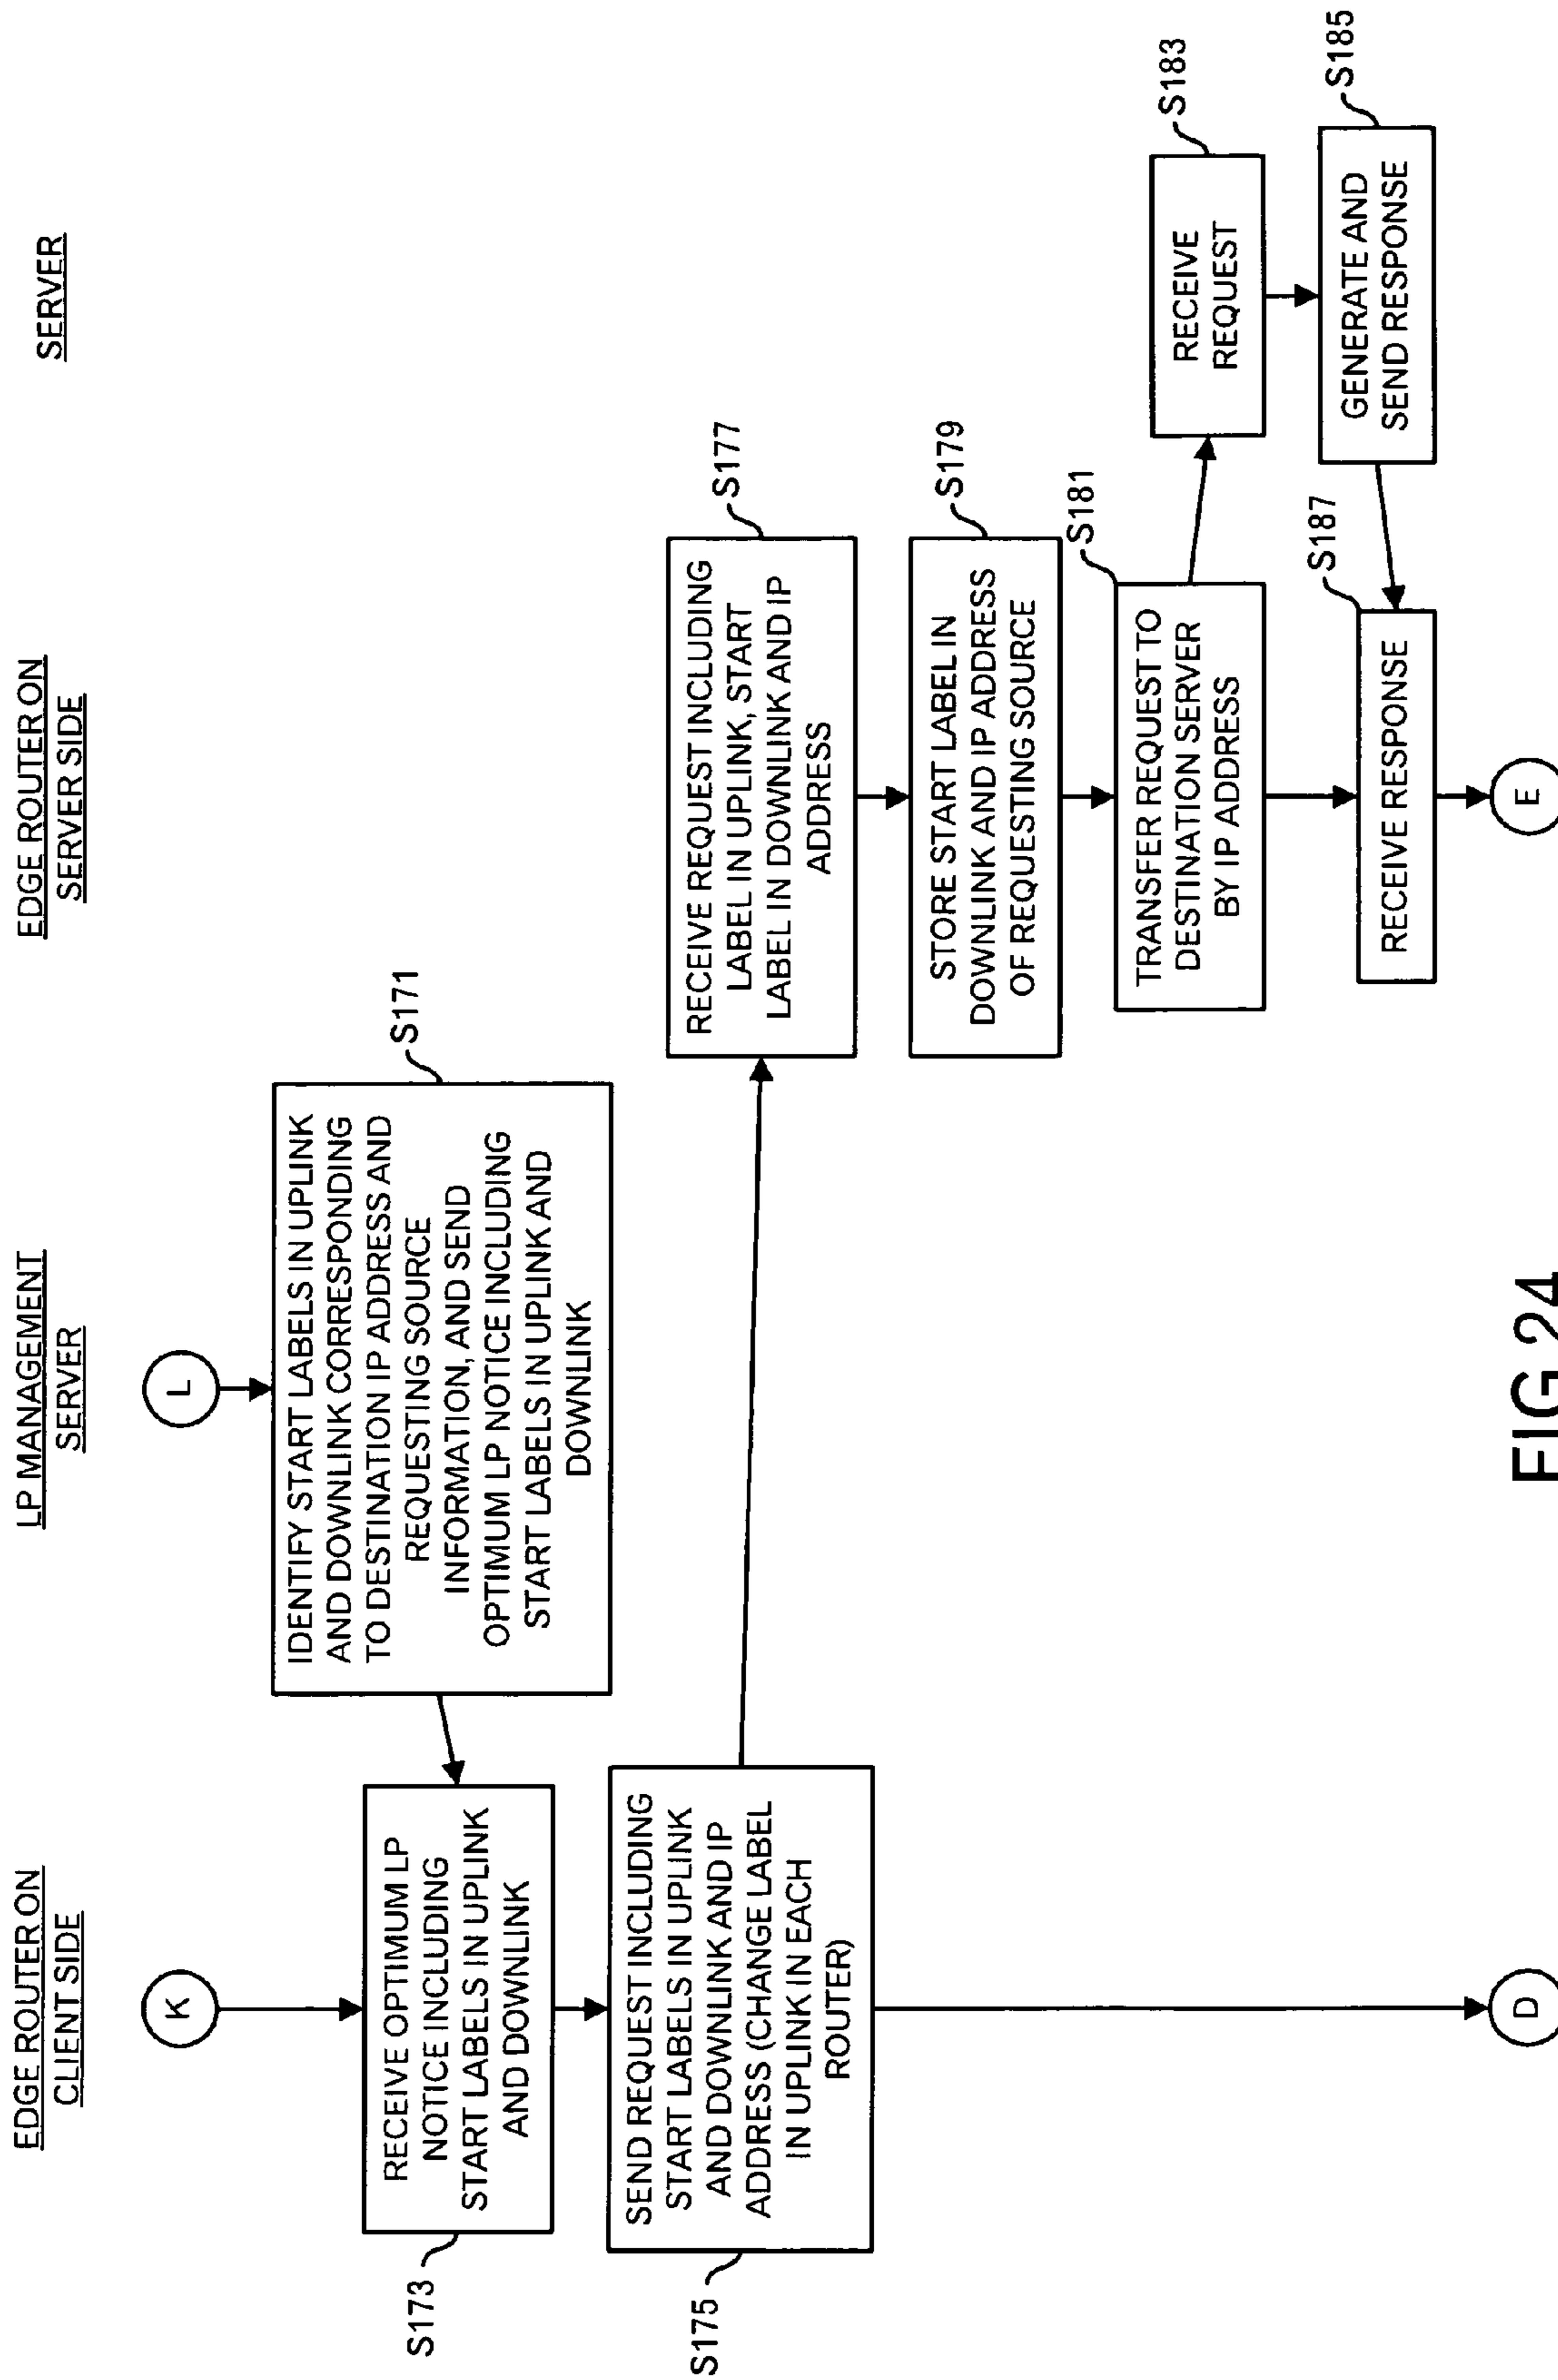 EDGE ROUTER ON
CLIENT SIDE
LP MANAGEMENT
SERVER
EDGE ROUTER ON
SERVER SIDE
SERVER
K
L
IDENTIFY START LABELS IN UPLINK
AND DOWNLINK CORRESPONDING
TO DESTINATION IP ADDRESS AND
REQUESTING SOURCE
INFORMATION, AND SEND
OPTIMUM LP NOTICE INCLUDING
START LABELS IN UPLINK AND
DOWNLINK
S171
S173
RECEIVE OPTIMUM LP
NOTICE INCLUDING
START LABELS IN UPLINK
AND DOWNLINK
S175
SEND REQUEST INCLUDING
START LABELS IN UPLINK
AND DOWNLINK AND IP
ADDRESS (CHANGE LABEL
IN UPLINK IN EACH
ROUTER)
RECEIVE REQUEST INCLUDING
LABEL IN UPLINK, START
LABEL IN DOWNLINK AND IP
ADDRESS
S177
STORE START LABEL IN
DOWNLINK AND IP ADDRESS
OF REQUESTING SOURCE
S179
TRANSFER REQUEST TO
DESTINATION SERVER
BY IP ADDRESS
S181
RECEIVE
REQUEST
S183
GENERATE AND
SEND RESPONSE
S185
RECEIVE RESPONSE
S187
D
E
FIG.24